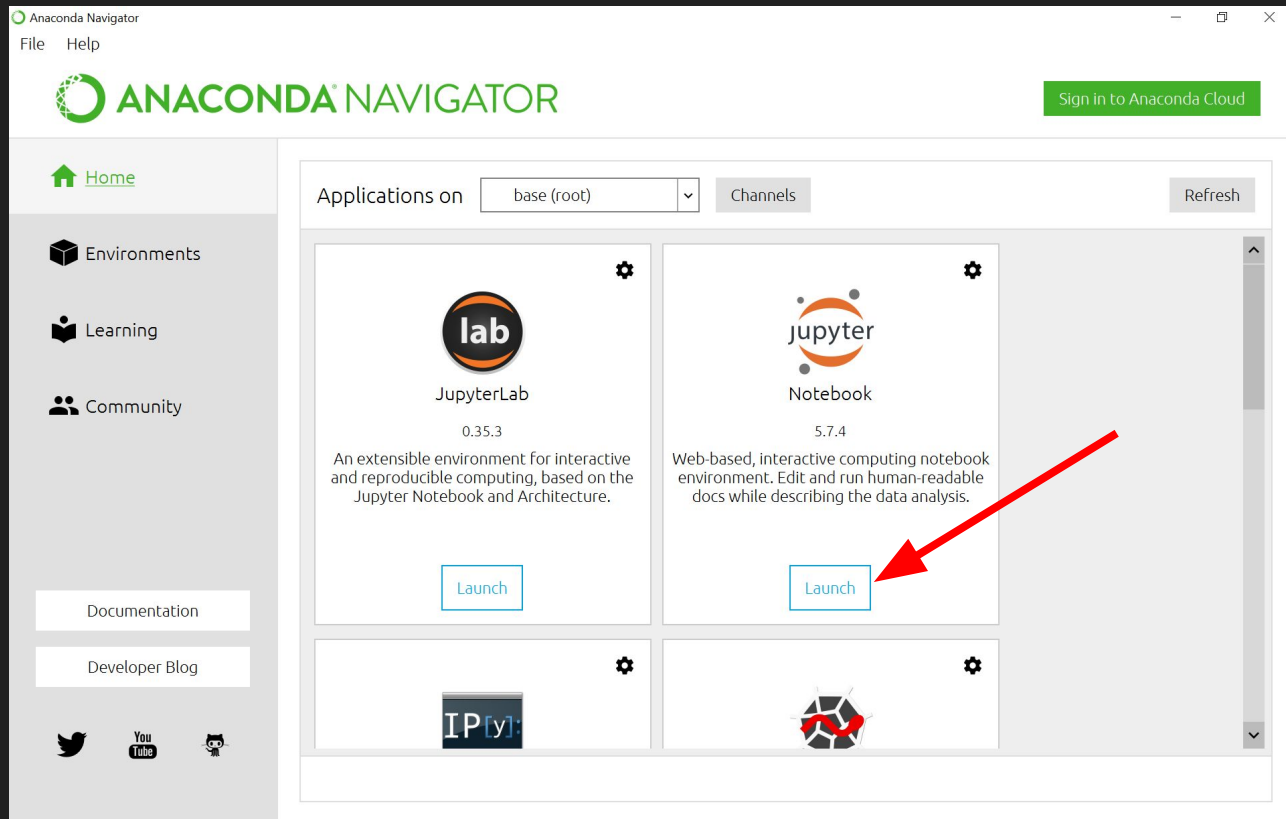 Anaconda Navigator
File Help
ANACONDA NAVIGATOR
Sign in to Anaconda Cloud
Home
Environments
Learning
Community
Documentation
Developer Blog
You
Tube
Applications on base (root) Channels Refresh
lab
JupyterLab
0.35.3
An extensible environment for interactive
and reproducible computing, based on the
Jupyter Notebook and Architecture.
Launch
jupyter
Notebook
5.7.4
Web-based, interactive computing notebook
environment. Edit and run human-readable
docs while describing the data analysis.
Launch
IP[y]: